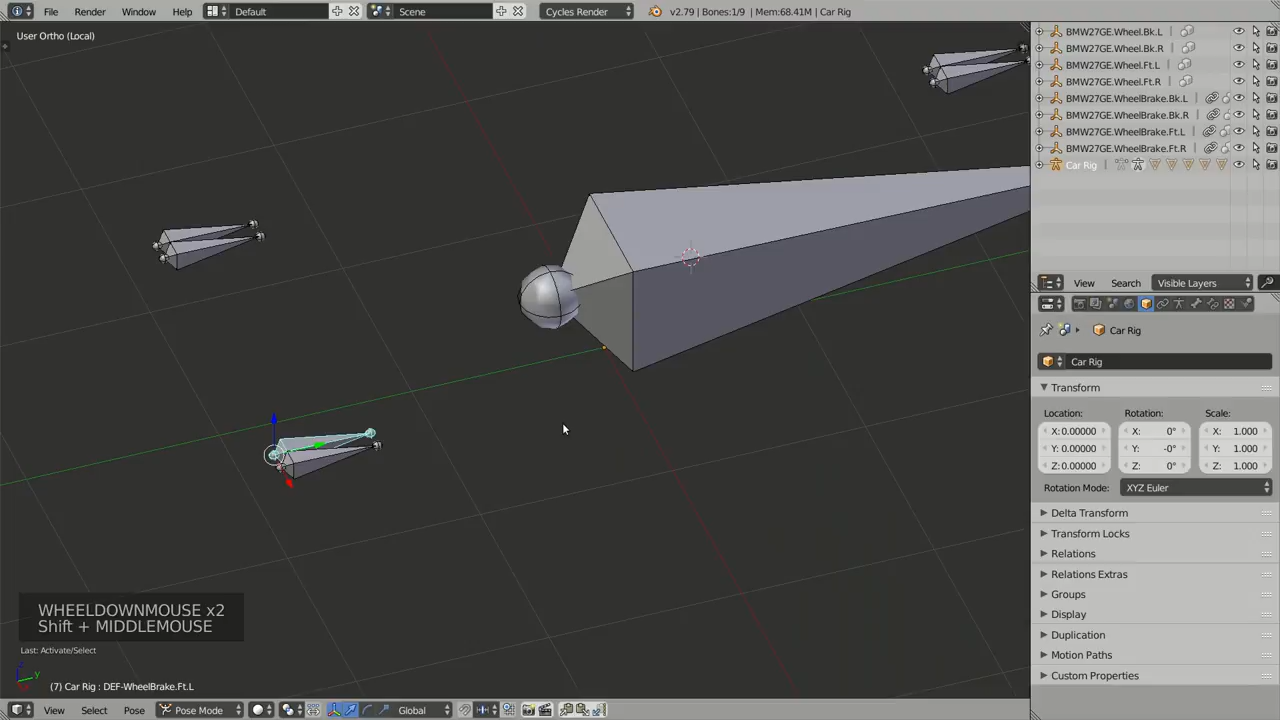 File Render Window Help Default Scene Cycles Render v2.79 | Bones:1/9 | Mem:68.41M | Car Rig
User Ortho (Local)
BMW27GE.Wheel.Bk.L
BMW27GE.Wheel.Bk.R
BMW27GE.Wheel.Ft.L
BMW27GE.Wheel.Ft.R
BMW27GE.WheelBrake.Bk.L
BMW27GE.WheelBrake.Bk.R
BMW27GE.WheelBrake.Ft.L
BMW27GE.WheelBrake.Ft.R
Car Rig
View Search Visible Layers
Car Rig
Car Rig
Transform
Location: Rotation: Scale:
X: 0.00000 X: 0° X: 1.000
Y: 0.00000 Y: -0° Y: 1.000
Z: 0.00000 Z: 0° Z: 1.000
Rotation Mode: XYZ Euler
Delta Transform
Transform Locks
Relations
Relations Extras
Groups
Display
Duplication
Motion Paths
Custom Properties
WHEELDOWNMOUSE x2
Shift + MIDDLEMOUSE
Last: Activate/Select
(7) Car Rig : DEF-WheelBrake.Ft.L
View Select Pose Pose Mode Global